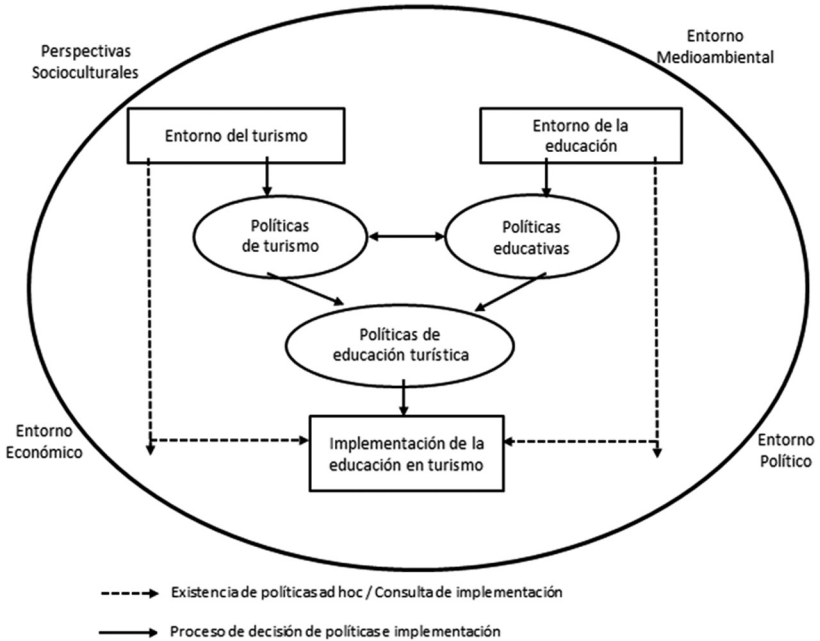 Perspectivas
Socioculturales
Entorno
Medioambiental
Entorno del turismo
Entorno de la
educación
Políticas
de turismo
Políticas
educativas
Políticas de
educación turística
Implementación de la
educación en turismo
Entorno
Económico
Entorno
Político
Existencia de políticas ad hoc / Consulta de implementación
Proceso de decisión de políticas e implementación